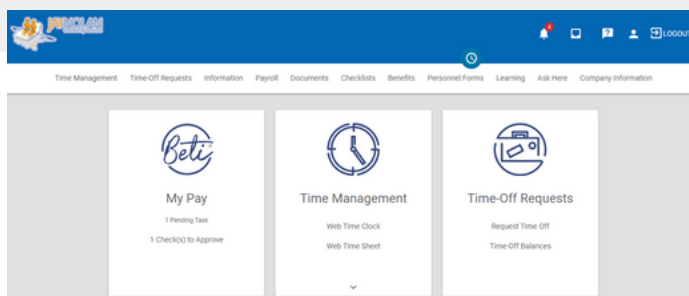 LOGOUT
Time Management Time-Off Requests Information Payroll Documents Checklists Benefits Personnel Forms Learning Ask Here Company Information
Beti
My Pay
1 Pending Task
1 Check(s) to Approve
Time Management
Web Time Clock
Web Time Sheet
Time-Off Requests
Request Time Off
Time-Off Balances